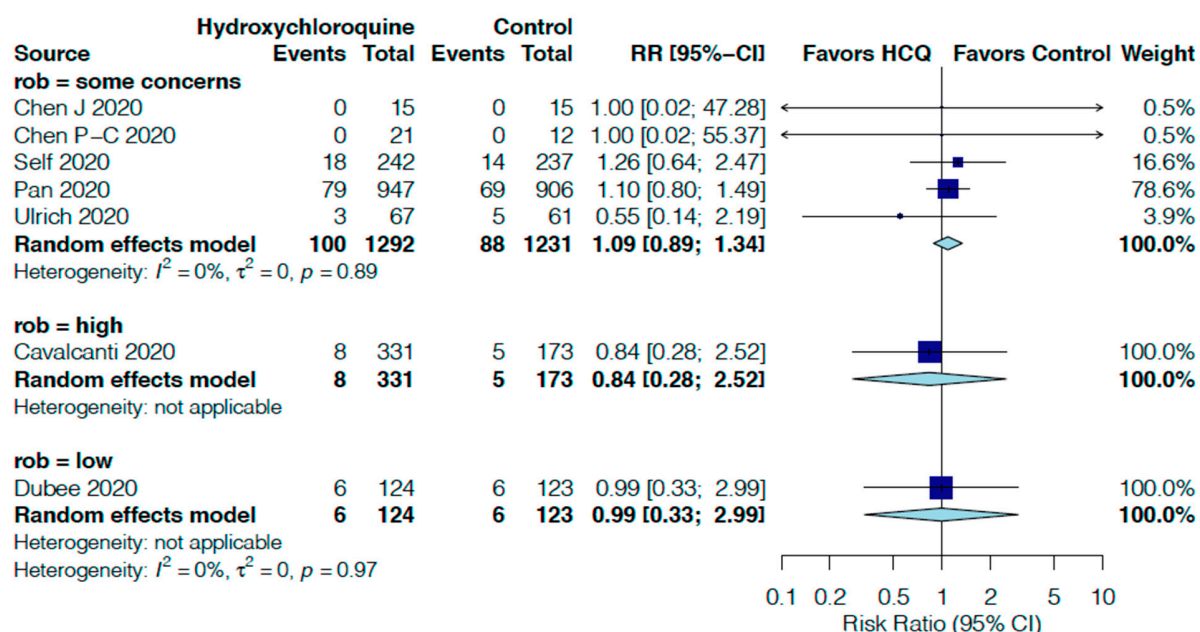 Hydroxychloroquine Control
Source Events Total Events Total RR [95%−CI] Favors HCQ Favors Control Weight
rob = some concerns
Chen J 2020 0 15 0 15 1.00 [0.02; 47.28] 0.5%
Chen P−C 2020 0 21 0 12 1.00 [0.02; 55.37] 0.5%
Self 2020 18 242 14 237 1.26 [0.64; 2.47] 16.6%
Pan 2020 79 947 69 906 1.10 [0.80; 1.49] 78.6%
Ulrich 2020 3 67 5 61 0.55 [0.14; 2.19] 3.9%
Random effects model 100 1292 88 1231 1.09 [0.89; 1.34] 100.0%
Heterogeneity: I² = 0%, τ² = 0, p = 0.89
rob = high
Cavalcanti 2020 8 331 5 173 0.84 [0.28; 2.52] 100.0%
Random effects model 8 331 5 173 0.84 [0.28; 2.52] 100.0%
Heterogeneity: not applicable
rob = low
Dubee 2020 6 124 6 123 0.99 [0.33; 2.99] 100.0%
Random effects model 6 124 6 123 0.99 [0.33; 2.99] 100.0%
Heterogeneity: not applicable
Heterogeneity: I² = 0%, τ² = 0, p = 0.97
0.1 0.2 0.5 1 2 5 10
Risk Ratio (95% CI)